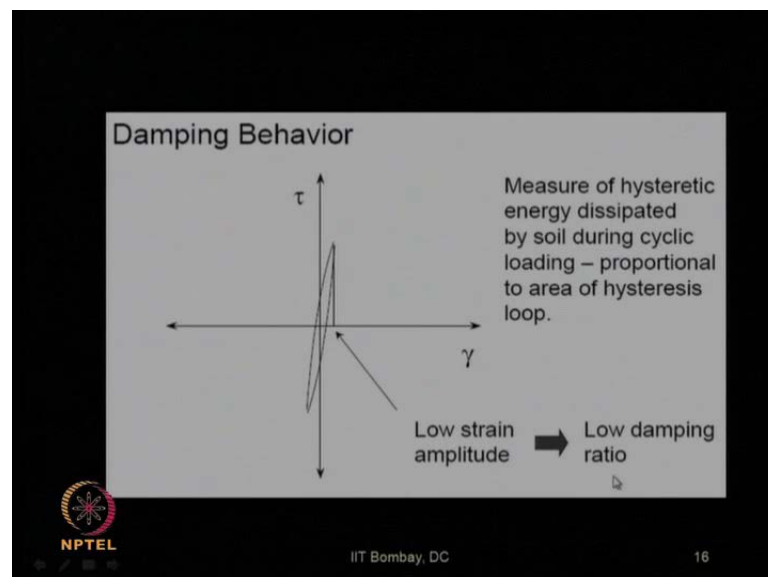 Damping Behavior
τ
Measure of hysteretic
energy dissipated
by soil during cyclic
loading – proportional
to area of hysteresis
loop.
γ
Low strain
amplitude
Low damping
ratio
NPTEL
IIT Bombay, DC
16